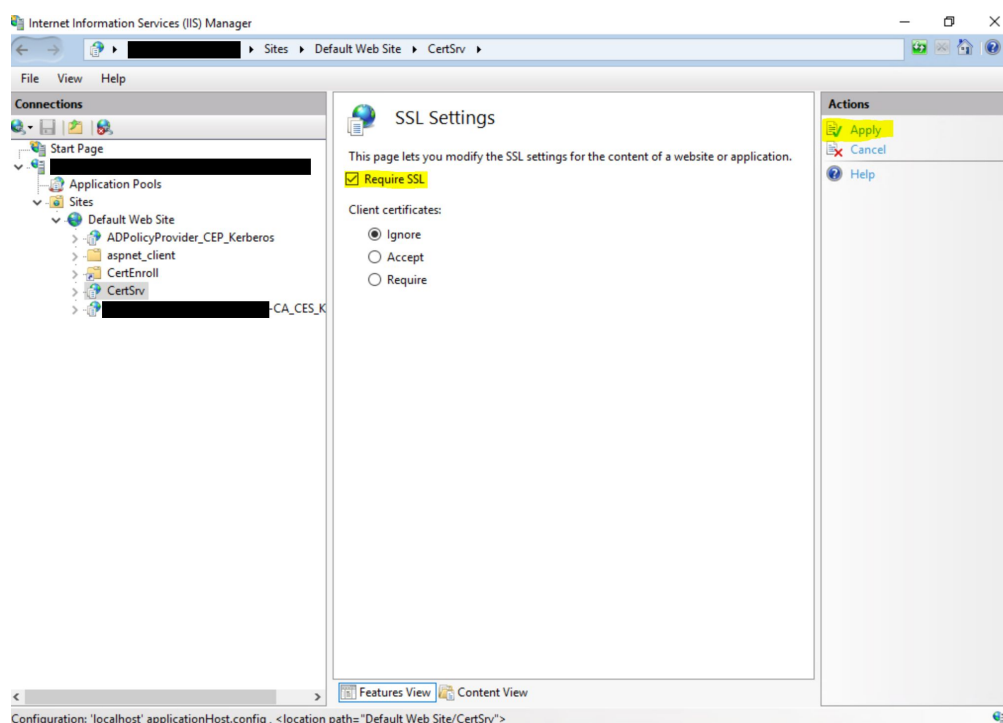 Internet Information Services (IIS) Manager
Sites Default Web Site CertSrv
File View Help
Connections
Start Page
Application Pools
Sites
Default Web Site
ADPolicyProvider_CEP_Kerberos
aspnet_client
CertEnroll
CertSrv
-CA_CES_K
SSL Settings
This page lets you modify the SSL settings for the content of a website or application.
Require SSL
Client certificates:
Ignore
Accept
Require
Features View Content View
Actions
Apply
Cancel
Help
Configuration: 'localhost' applicationHost.config , <location path="Default Web Site/CertSrv">